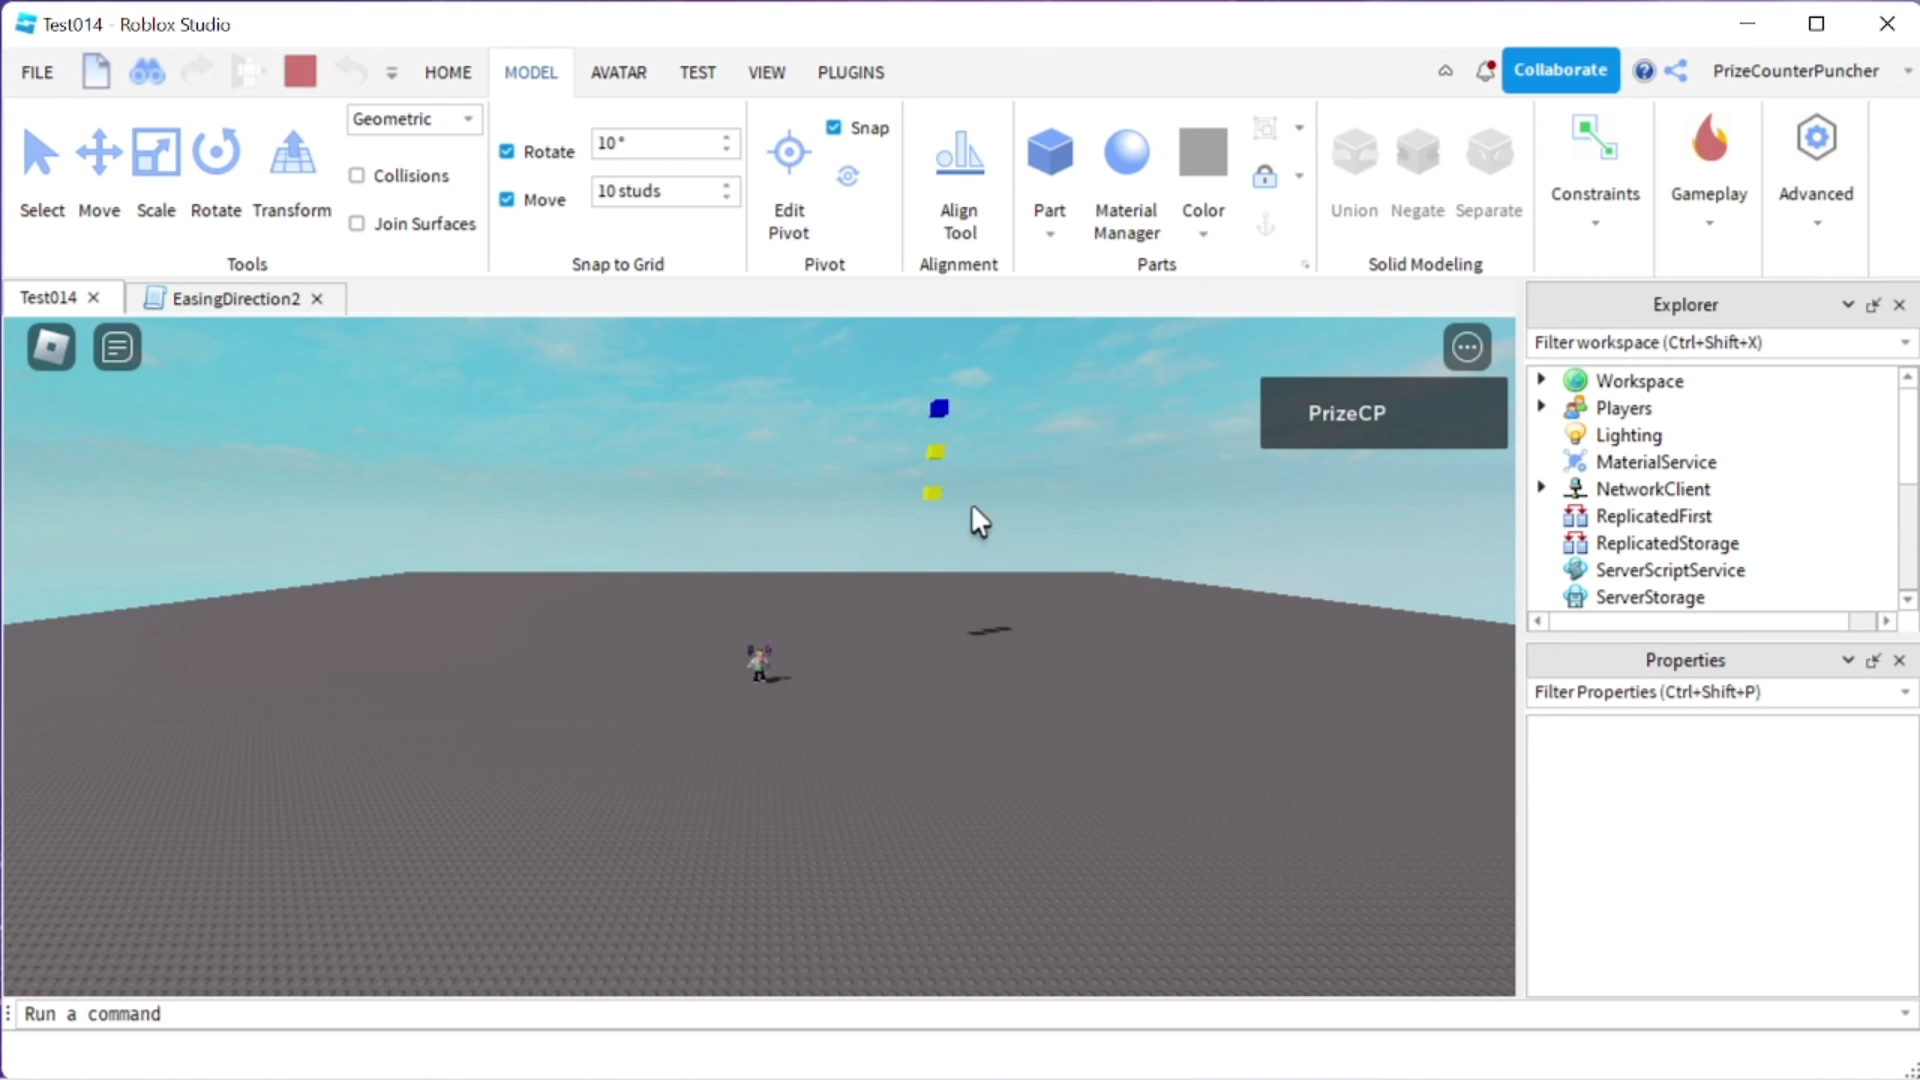 Test014 - Roblox Studio
FILE
HOME
MODEL
AVATAR
TEST
VIEW
PLUGINS
Collaborate
PrizeCounterPuncher
Select
Move
Scale
Rotate
Transform
Geometric
Collisions
Join Surfaces
Tools
Rotate
10°
Move
10 studs
Snap to Grid
Edit
Pivot
Snap
Pivot
Align
Tool
Alignment
Part
Material
Manager
Color
Parts
Union
Negate
Separate
Solid Modeling
Constraints
Gameplay
Advanced
Test014
EasingDirection2
PrizeCP
Explorer
Filter workspace (Ctrl+Shift+X)
Workspace
Players
Lighting
MaterialService
NetworkClient
ReplicatedFirst
ReplicatedStorage
ServerScriptService
ServerStorage
Properties
Filter Properties (Ctrl+Shift+P)
Run a command